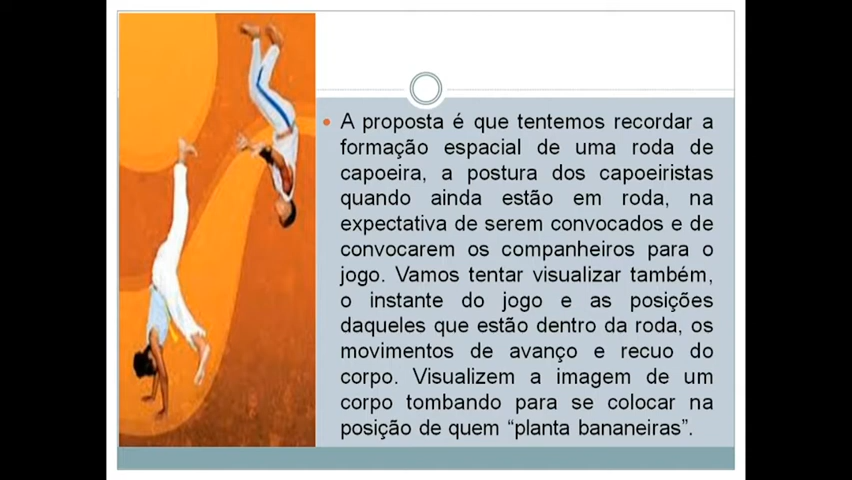 A proposta é que tentemos recordar a
formação espacial de uma roda de
capoeira, a postura dos capoeiristas
quando ainda estão em roda, na
expectativa de serem convocados e de
convocarem os companheiros para o
jogo. Vamos tentar visualizar também,
o instante do jogo e as posições
daqueles que estão dentro da roda, os
movimentos de avanço e recuo do
corpo. Visualizem a imagem de um
corpo tombando para se colocar na
posição de quem “planta bananeiras”.